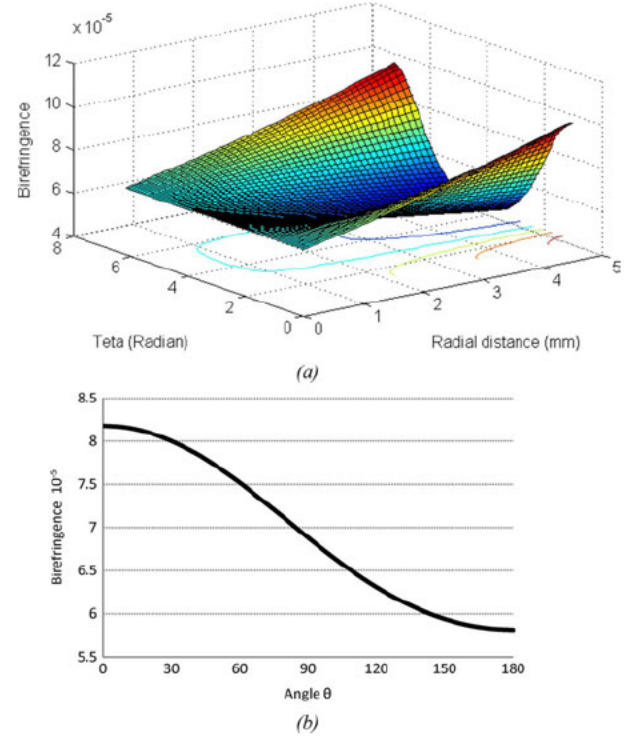 x 10⁻⁵
12
10
8
6
4
Birefringence
8
6
4
2
0
Teta (Radian)
0
1
2
3
4
5
Radial distance (mm)
(a)
8.5
8
7.5
7
6.5
6
5.5
Birefringence 10⁻⁵
0 30 60 90 120 150 180
Angle θ
(b)